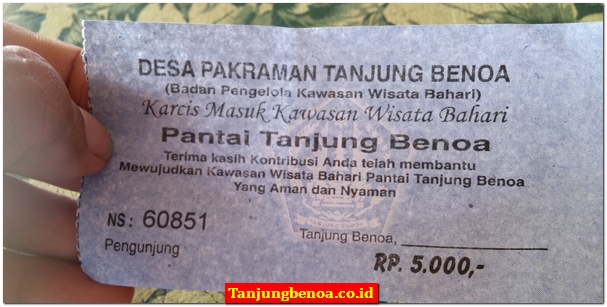 DESA PAKRAMAN TANJUNG BENOA
(Badan Pengelola Kawasan Wisata Bahari)
Karcis Masuk Kawasan Wisata Bahari
Pantai Tanjung Benoa
Terima kasih Kontribusi Anda telah membantu
Mewujudkan Kawasan Wisata Bahari Pantai Tanjung Benoa
Yang Aman dan Nyaman
NS: 60851
Pengunjung
Tanjung Benoa,
RP. 5.000,-
Tanjungbenoa.co.id